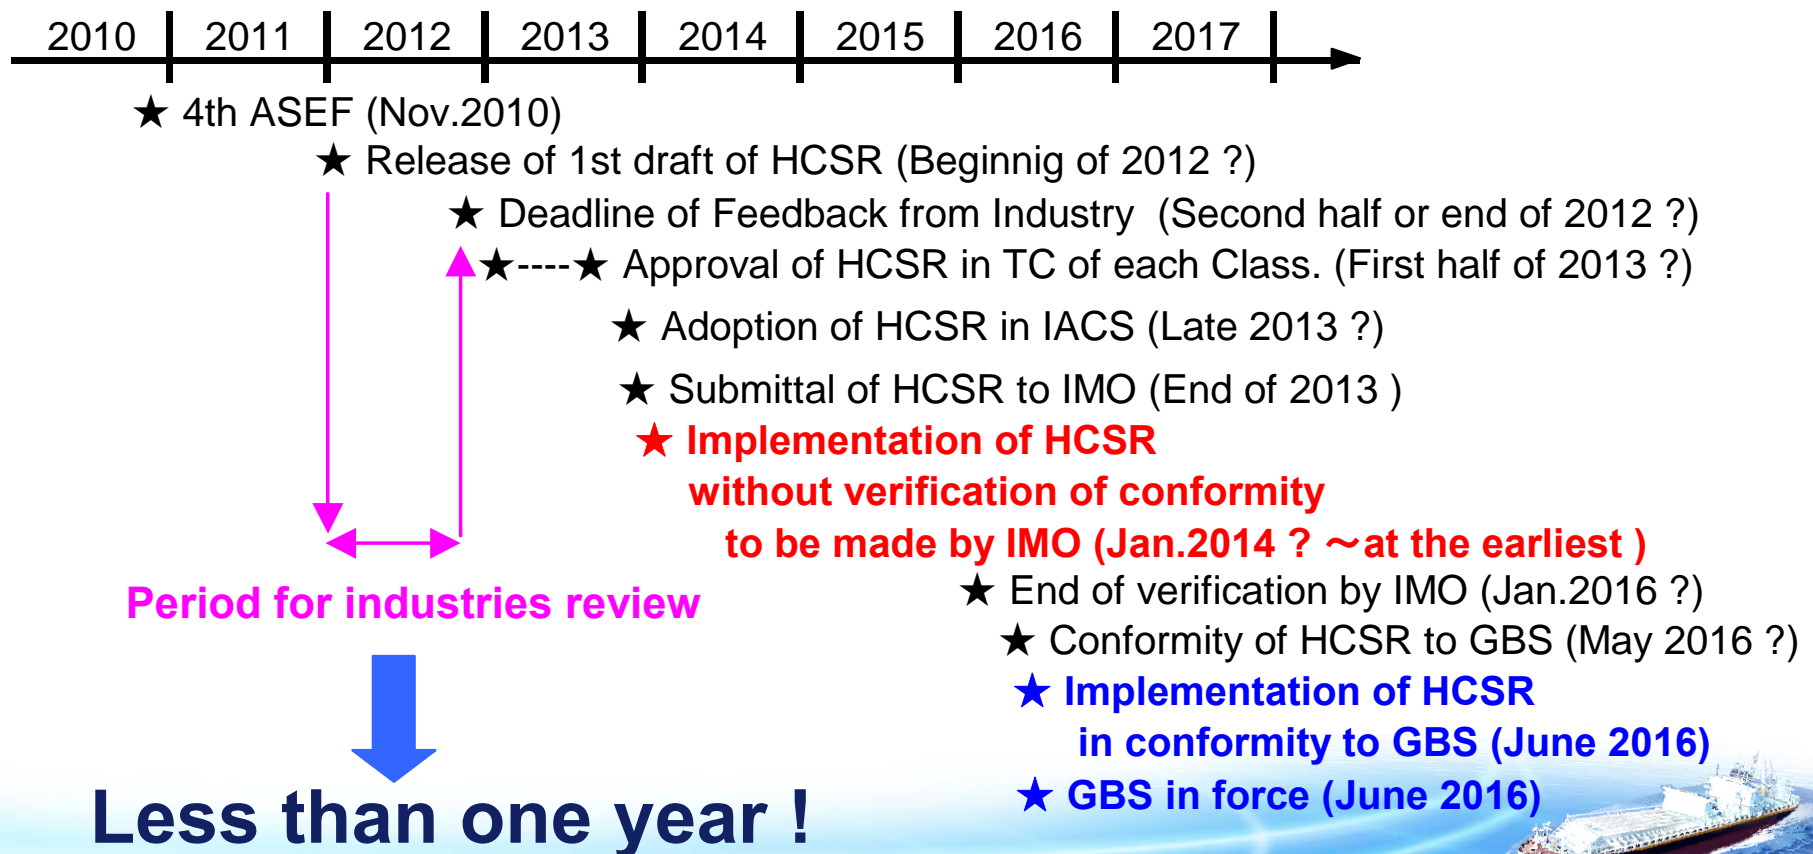 2010 2011 2012 2013 2014 2015 2016 2017
★ 4th ASEF (Nov.2010)
★ Release of 1st draft of HCSR (Beginnig of 2012 ?)
★ Deadline of Feedback from Industry (Second half or end of 2012 ?)
★----★ Approval of HCSR in TC of each Class. (First half of 2013 ?)
★ Adoption of HCSR in IACS (Late 2013 ?)
★ Submittal of HCSR to IMO (End of 2013 )
★ Implementation of HCSR
without verification of conformity
to be made by IMO (Jan.2014 ? ～at the earliest )
★ End of verification by IMO (Jan.2016 ?)
Period for industries review
★ Conformity of HCSR to GBS (May 2016 ?)
★ Implementation of HCSR
in conformity to GBS (June 2016)
★ GBS in force (June 2016)
Less than one year !